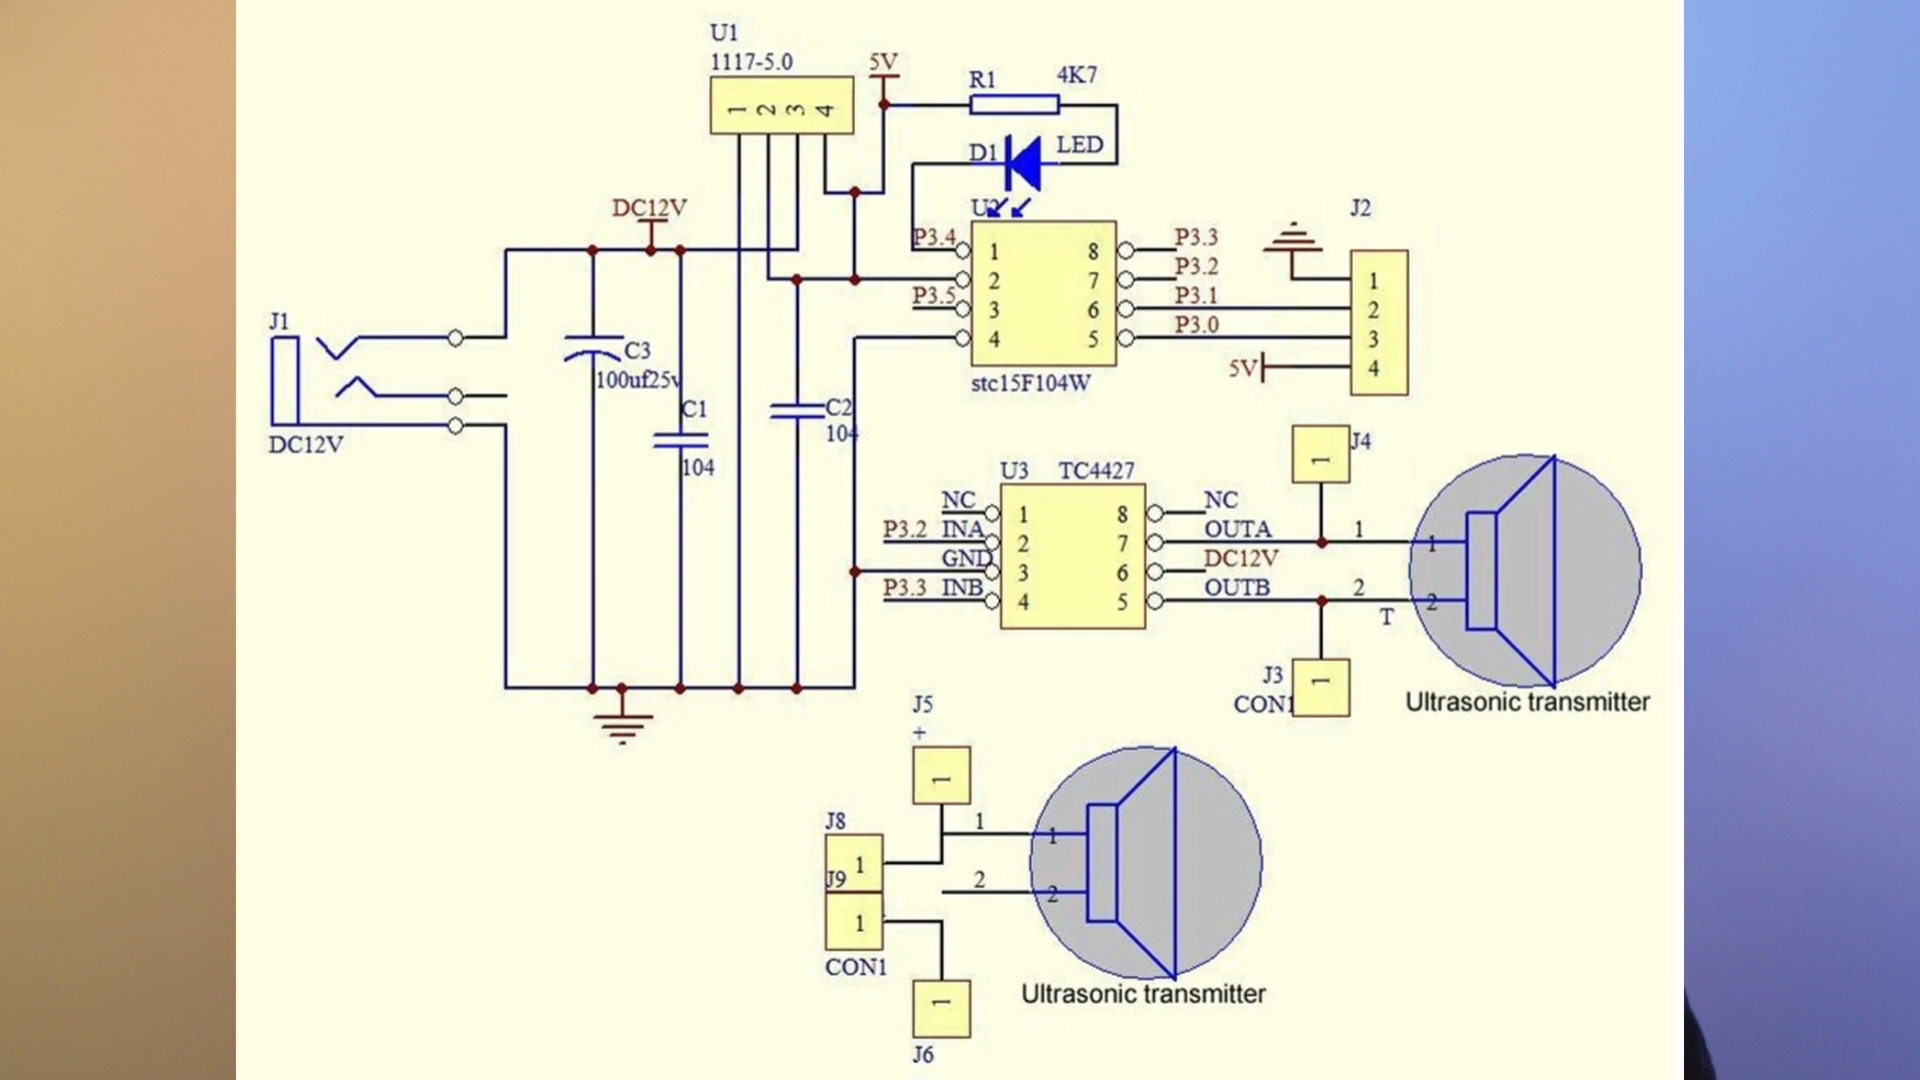 U1
1117-5.0
1 2 3 4
5V
R1 4K7
D1 LED
DC12V
J1
DC12V
C3
100uf25v
C1
104
C2
104
P3.4
P3.5
1 8
2 7
3 6
4 5
stc15F104W
P3.3
P3.2
P3.1
P3.0
J2
1
2
3
4
5V
U3 TC4427
NC
P3.2 INA
GND
P3.3 INB
1 8
2 7
3 6
4 5
NC
OUTA
DC12V
OUTB
J4
1
1 1
2 2
T
J3
CON1
1
Ultrasonic transmitter
J5
+
1
J8
1
J9
1
CON1
1 1
2 2
1
J6
Ultrasonic transmitter